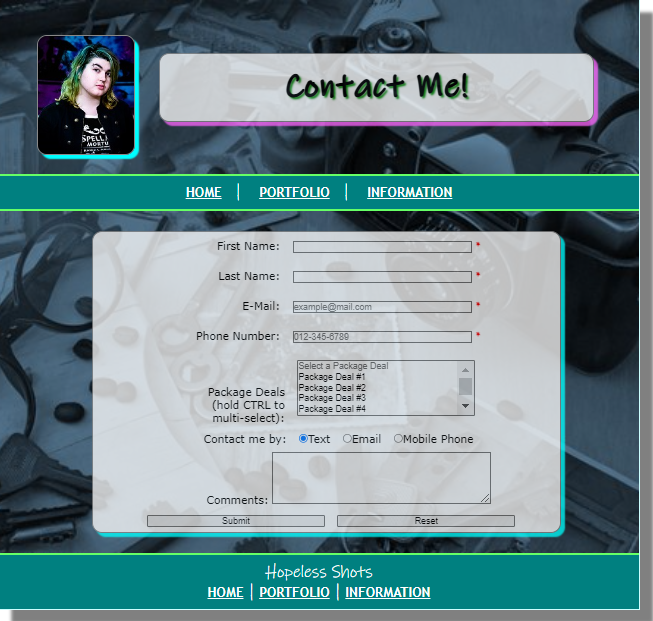 SPELL
MORTU
Contact Me!
HOME | PORTFOLIO | INFORMATION
First Name: *
Last Name: *
E-Mail: example@mail.com *
Phone Number: 012-345-6789 *
Select a Package Deal
Package Deal #1
Package Deal #2
Package Deal #3
Package Deal #4
Package Deals
(hold CTRL to
multi-select):
Contact me by: Text Email Mobile Phone
Comments:
Submit Reset
Hopeless Shots
HOME | PORTFOLIO | INFORMATION